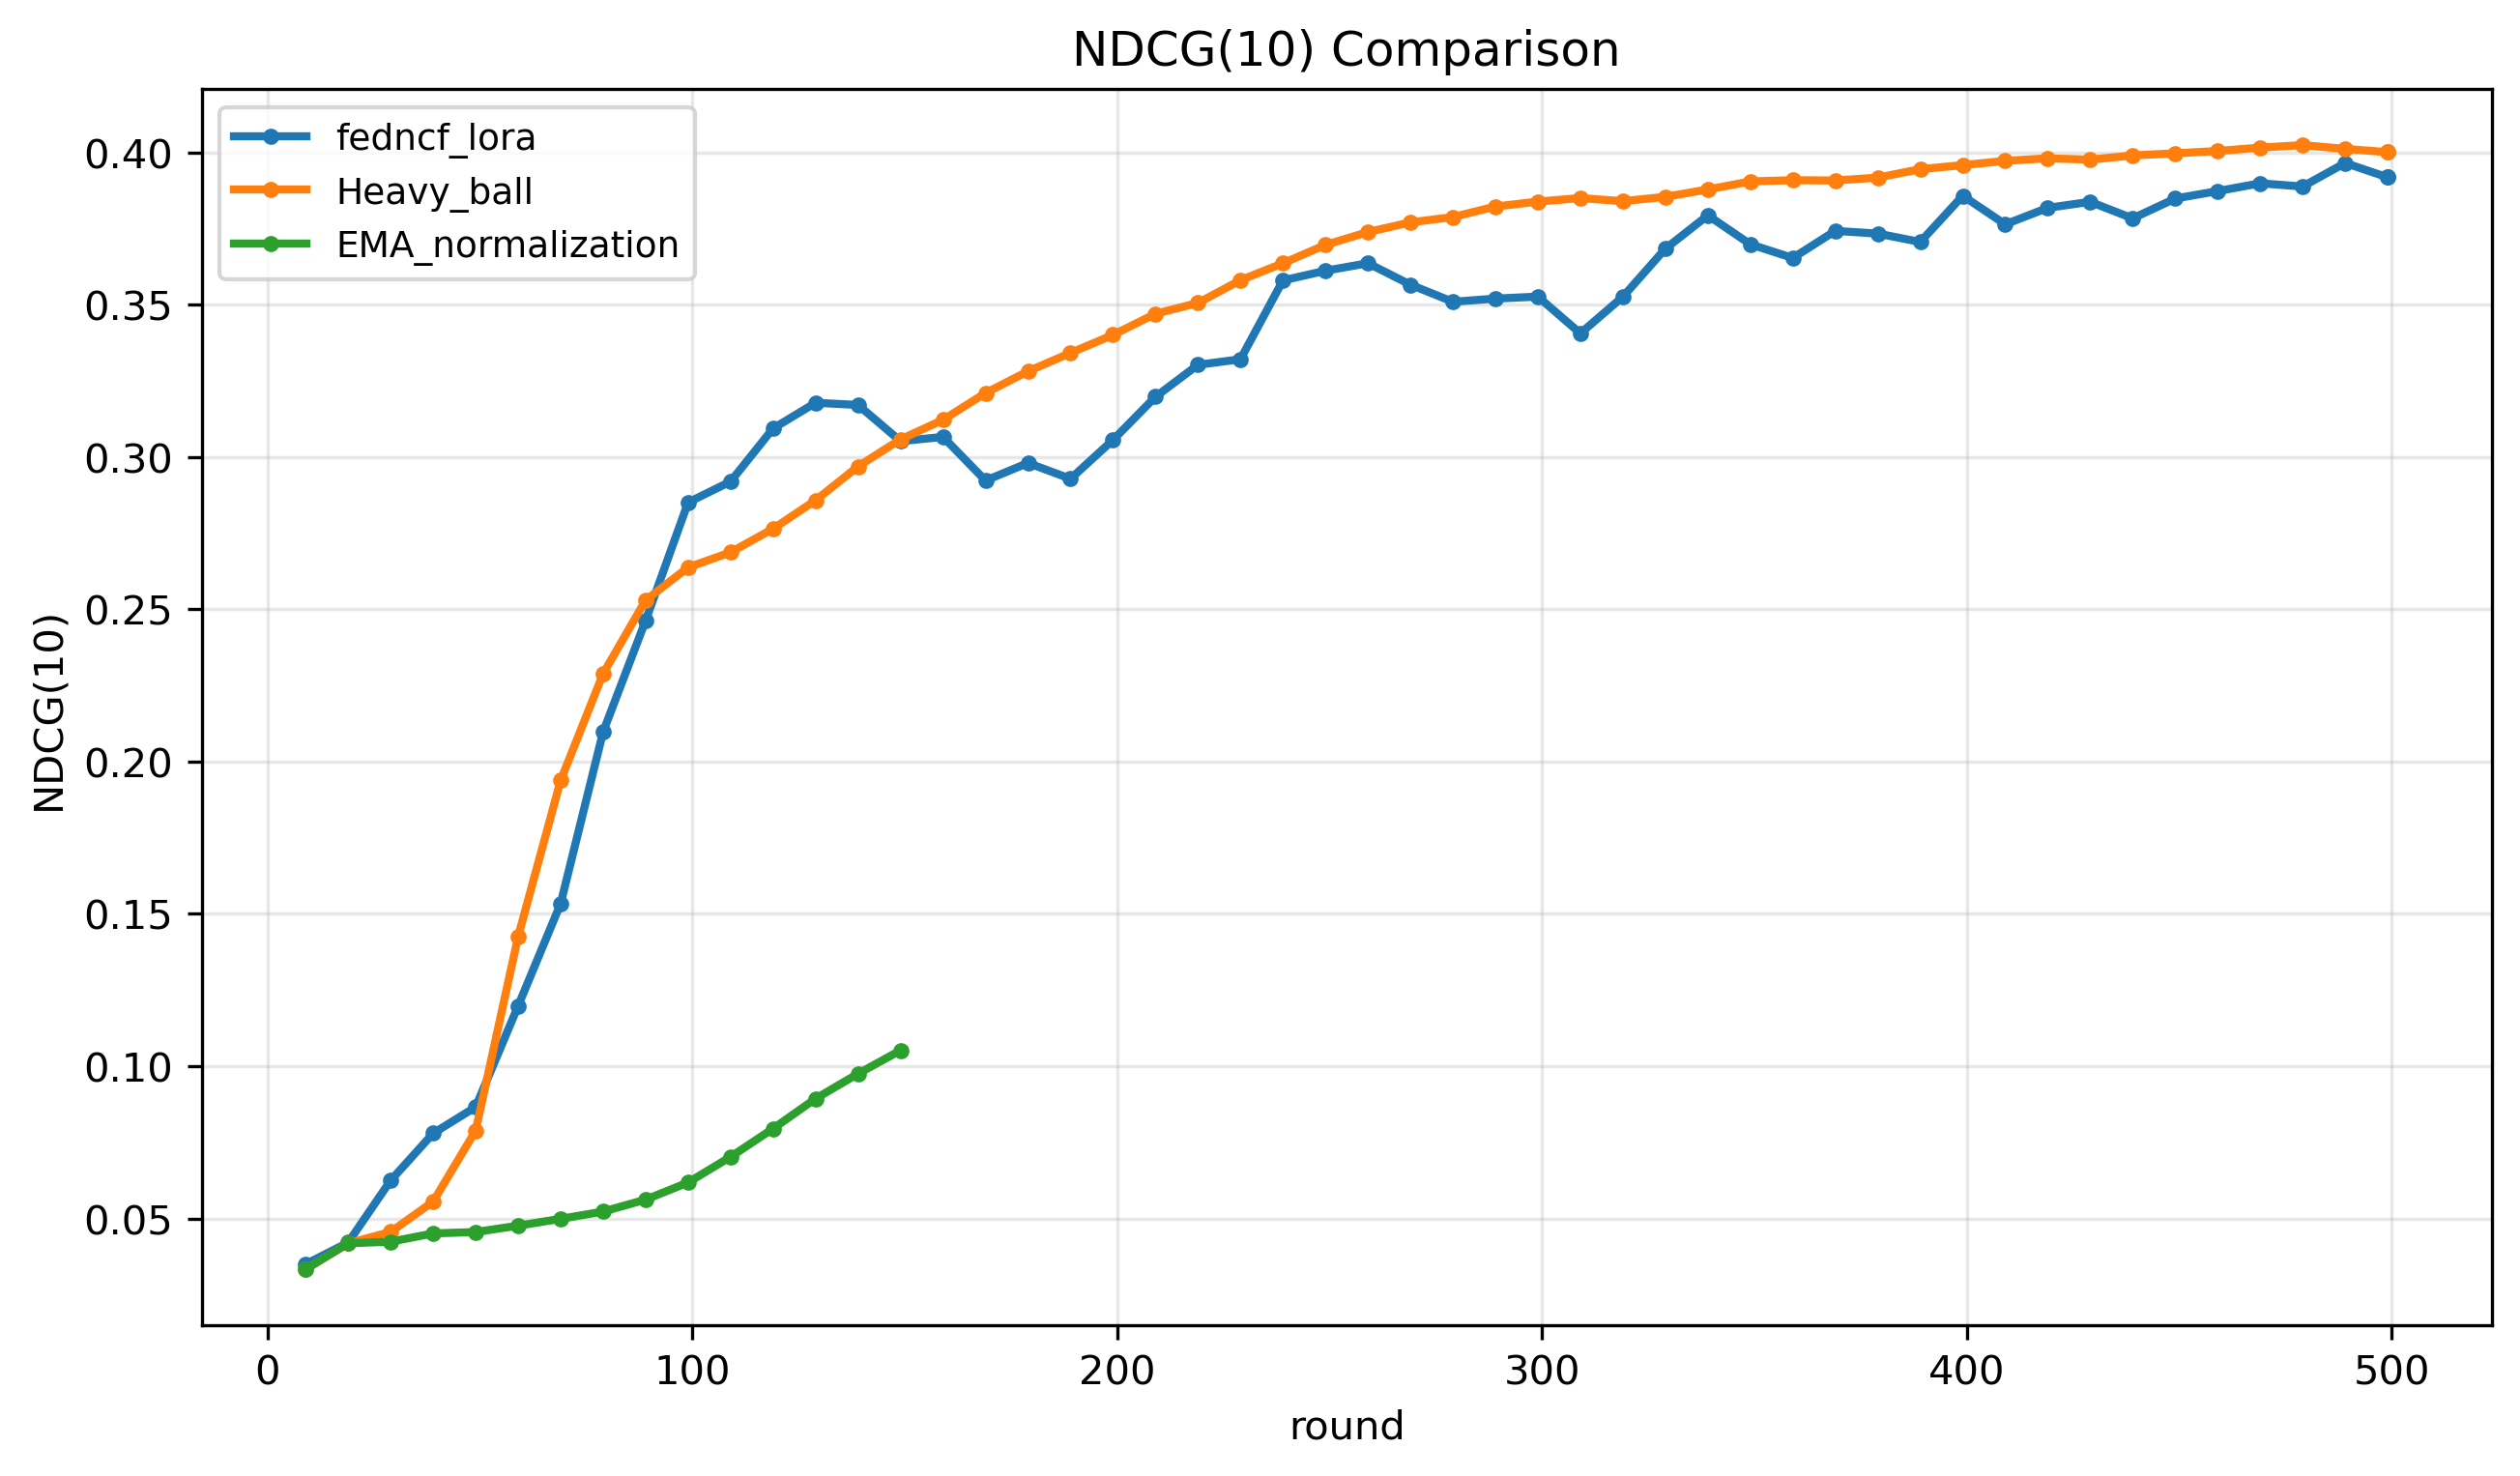 NDCG(10) Comparison
fedncf_lora
Heavy_ball
EMA_normalization
NDCG(10)
0.40
0.35
0.30
0.25
0.20
0.15
0.10
0.05
0 100 200 300 400 500
round